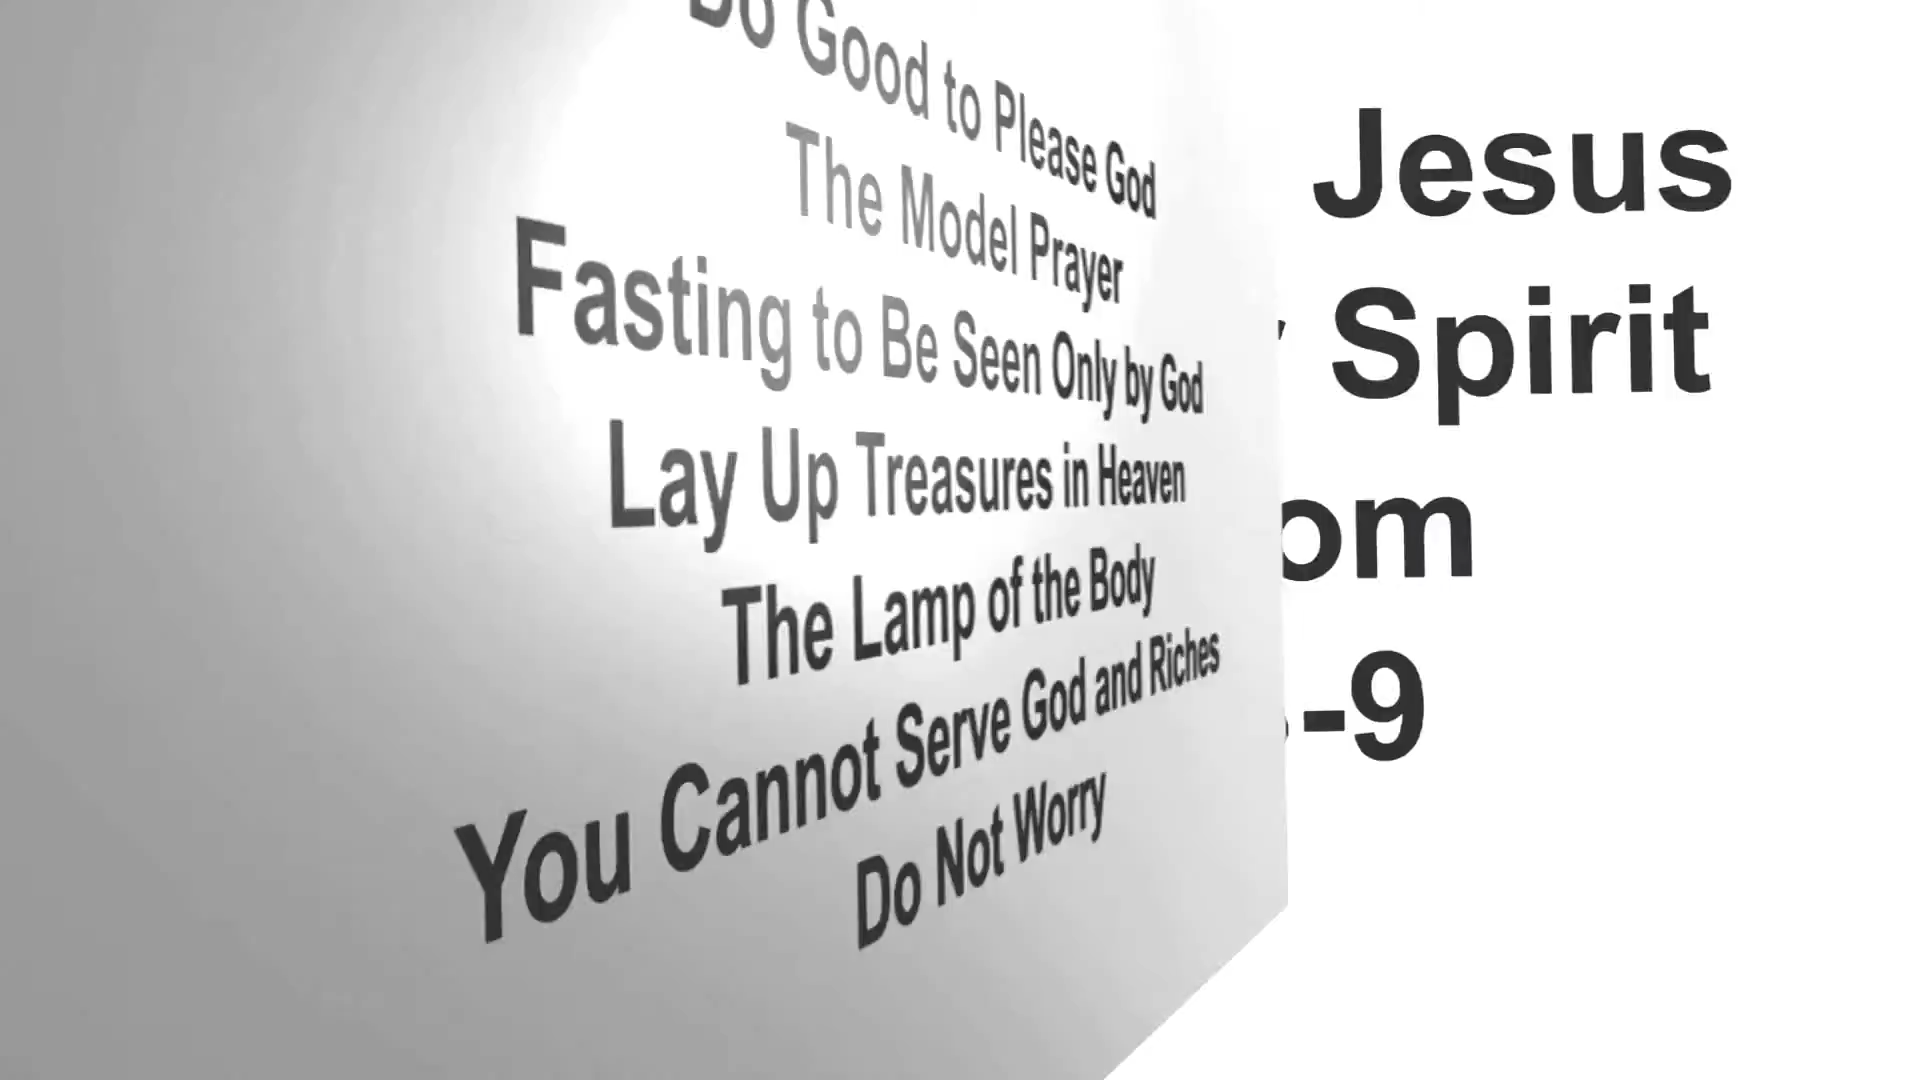 Do Good to Please God
The Model Prayer
Fasting to Be Seen Only by God
Lay Up Treasures in Heaven
The Lamp of the Body
You Cannot Serve God and Riches
Do Not Worry
Jesus
Spirit
om
-9